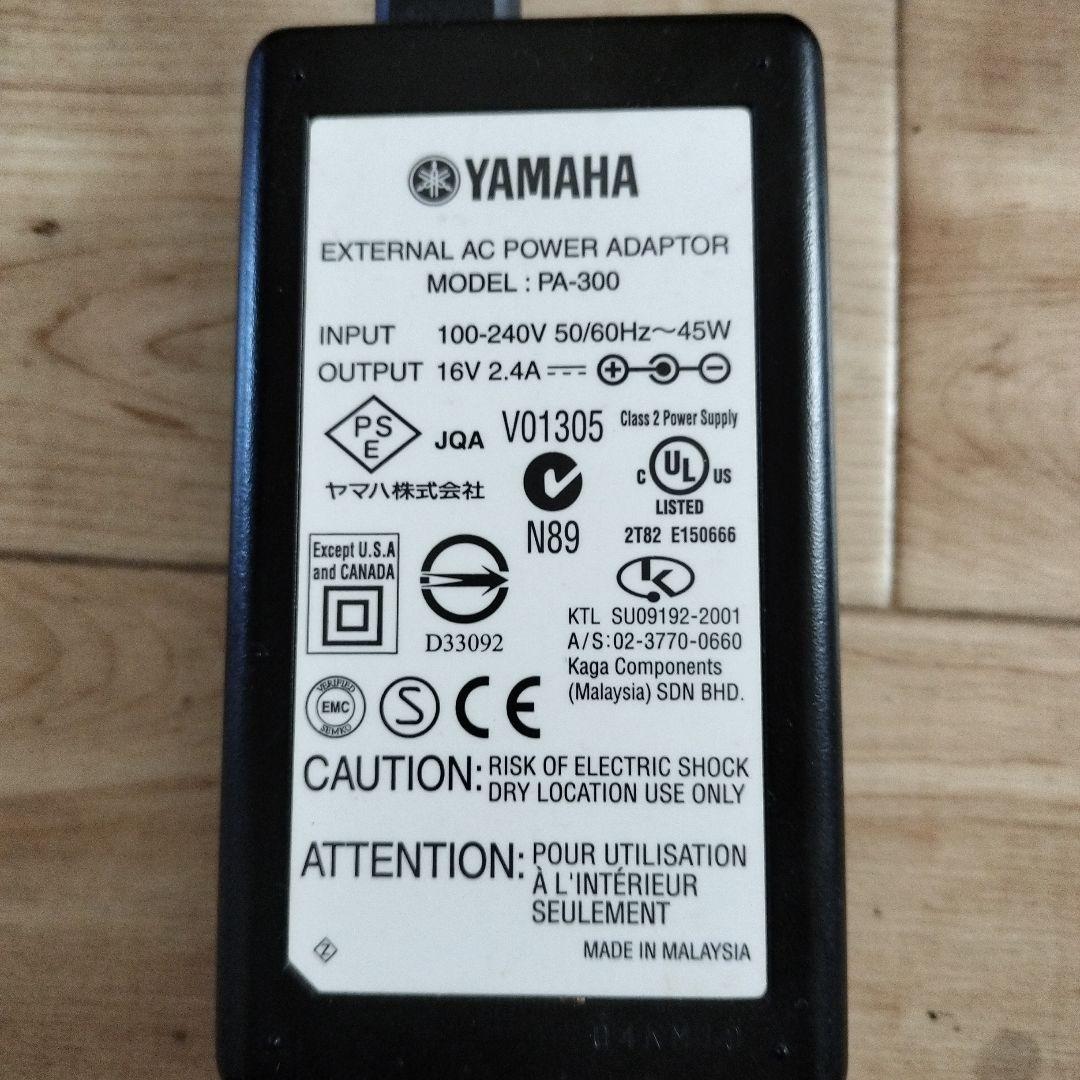 YAMAHA
EXTERNAL AC POWER ADAPTOR
MODEL : PA-300
INPUT 100-240V 50/60Hz～45W
OUTPUT 16V 2.4A
PS
E
JQA
ヤマハ株式会社
V01305
N89
Class 2 Power Supply
C UL US
LISTED
2T82 E150666
Except U.S.A
and CANADA
D33092
K
KTL SU09192-2001
A/S:02-3770-0660
Kaga Components
(Malaysia) SDN BHD.
VERIFIED
EMC
SEMKO
S
CE
CAUTION: RISK OF ELECTRIC SHOCK
DRY LOCATION USE ONLY
ATTENTION: POUR UTILISATION
À L'INTÉRIEUR
SEULEMENT
Z
MADE IN MALAYSIA